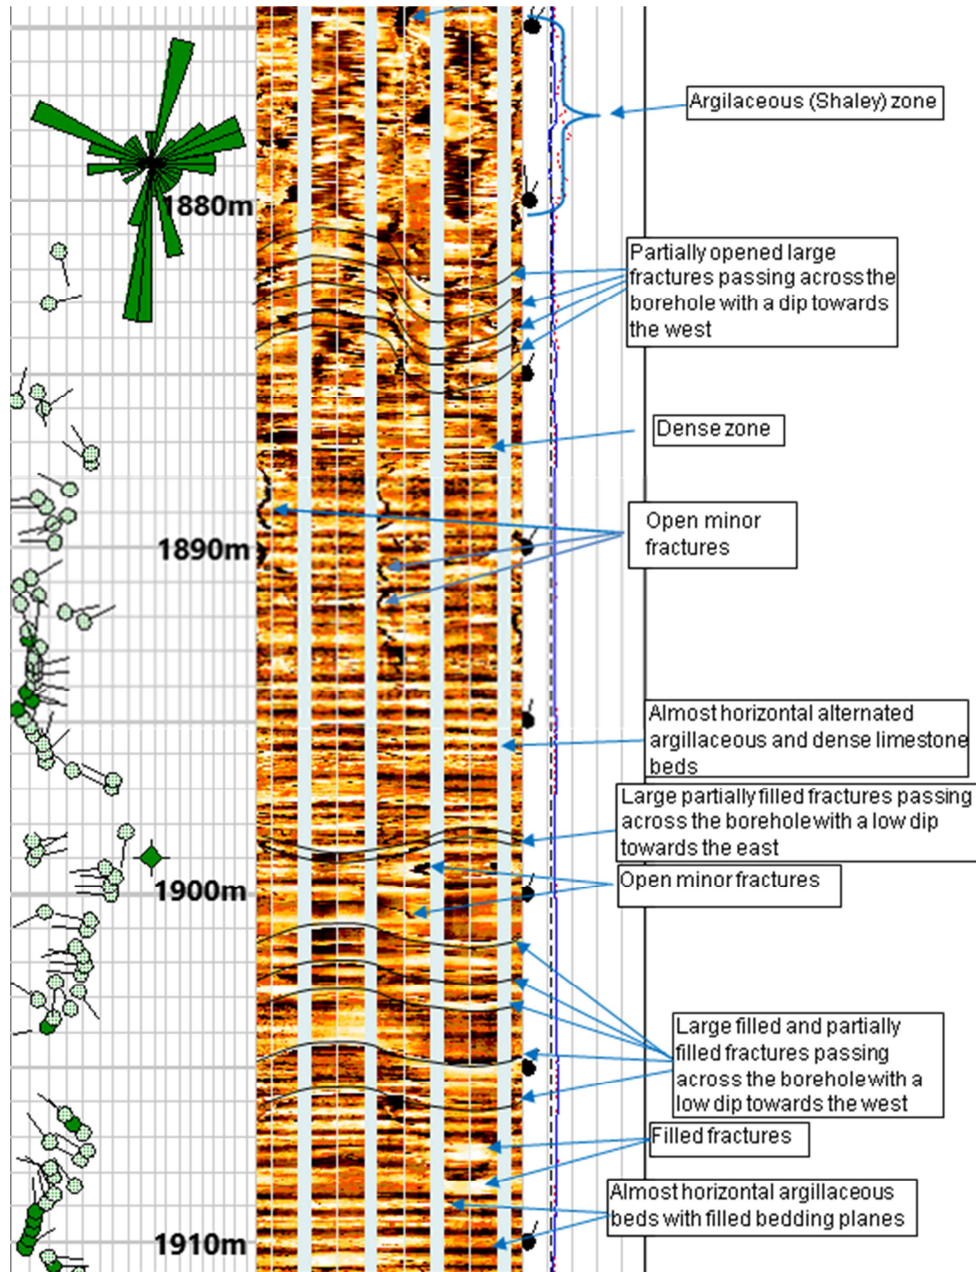 Argilaceous (Shaley) zone
1880m
Partially opened large
fractures passing across the
borehole with a dip towards
the west
Dense zone
Open minor
fractures
1890m
Almost horizontal alternated
argillaceous and dense limestone
beds
Large partially filled fractures passing
across the borehole with a low dip
towards the east
Open minor fractures
1900m
Large filled and partially
filled fractures passing
across the borehole with a
low dip towards the west
Filled fractures
Almost horizontal argillaceous
beds with filled bedding planes
1910m